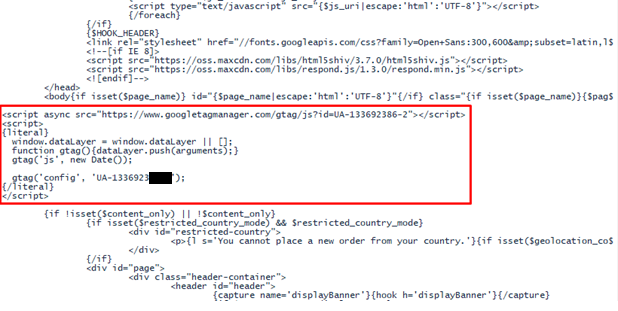 <script type="text/javascript" src="{$js_uri|escape:'html':'UTF-8'}"></script>
{/foreach}
{/if}
{$HOOK_HEADER}
<link rel="stylesheet" href="//fonts.googleapis.com/css?family=Open+Sans:300,600&amp;subset=latin,l$
<!--[if IE 8]>
<script src="https://oss.maxcdn.com/libs/html5shiv/3.7.0/html5shiv.js"></script>
<script src="https://oss.maxcdn.com/libs/respond.js/1.3.0/respond.min.js"></script>
<![endif]-->
</head>
<body{if isset($page_name)} id="{$page_name|escape:'html':'UTF-8'}"{/if} class="{if isset($page_name)}{$pag$
<script async src="https://www.googletagmanager.com/gtag/js?id=UA-133692386-2"></script>
<script>
{literal}
window.dataLayer = window.dataLayer || [];
function gtag(){dataLayer.push(arguments);}
gtag('js', new Date());
gtag('config', 'UA-1336923');
{/literal}
</script>
{if !isset($content_only) || !$content_only}
{if isset($restricted_country_mode) && $restricted_country_mode}
<div id="restricted-country">
<p>{l s='You cannot place a new order from your country.'}{if isset($geolocation_co$
</div>
{/if}
<div id="page">
<div class="header-container">
<header id="header">
{capture name='displayBanner'}{hook h='displayBanner'}{/capture}